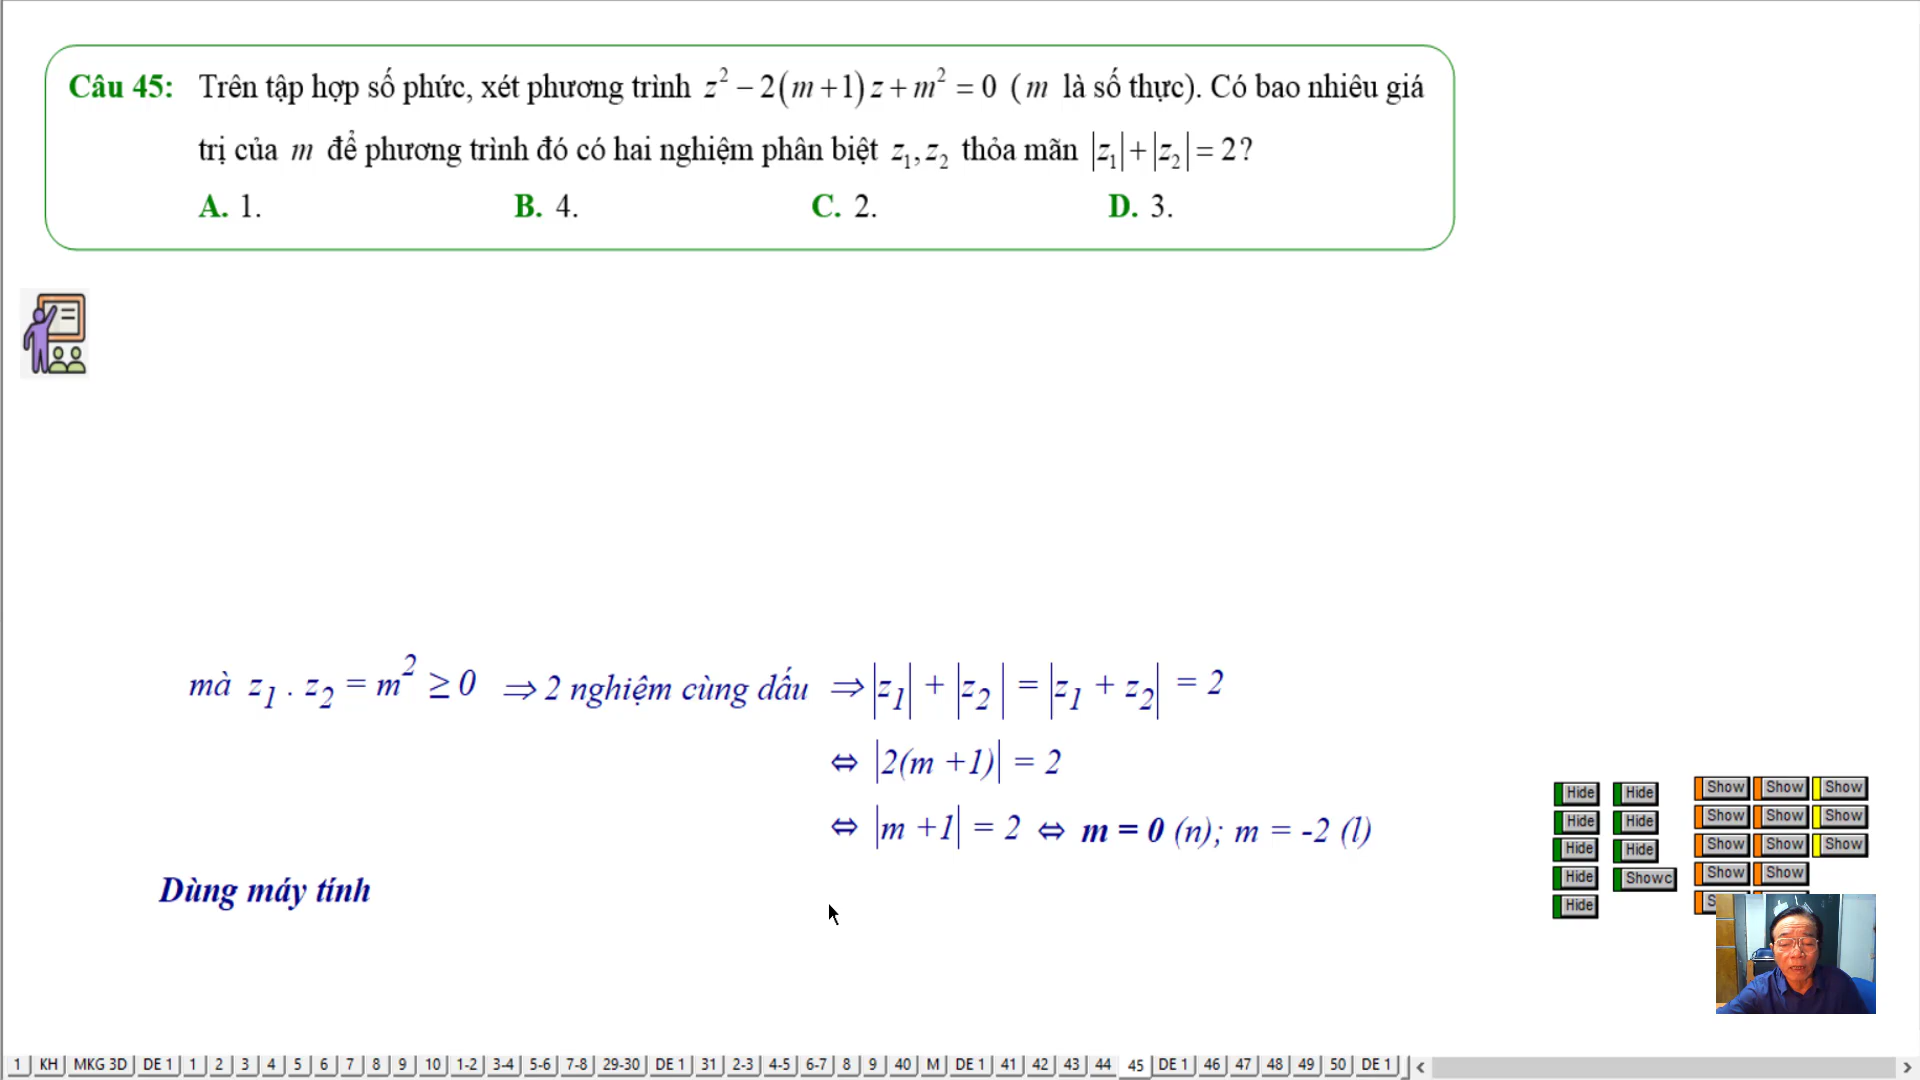 Câu 45: Trên tập hợp số phức, xét phương trình z² − 2(m+1)z + m² = 0 ( m là số thực). Có bao nhiêu giá
trị của m để phương trình đó có hai nghiệm phân biệt z₁, z₂ thỏa mãn |z₁| + |z₂| = 2?
A. 1. B. 4. C. 2. D. 3.
mà z₁ . z₂ = m² ≥ 0 ⇒ 2 nghiệm cùng dấu ⇒ |z₁| + |z₂| = |z₁ + z₂| = 2
⇔ |2(m +1)| = 2
⇔ |m +1| = 2 ⇔ m = 0 (n); m = -2 (l)
Dùng máy tính
Hide Hide Show Show Show
Hide Hide Show Show Show
Hide Hide Show Show Show
Hide Showc Show Show
Hide
1 KH MKG 3D DE 1 1 2 3 4 5 6 7 8 9 10 1-2 3-4 5-6 7-8 29-30 DE 1 31 2-3 4-5 6-7 8 9 40 M DE 1 41 42 43 44 45 DE 1 46 47 48 49 50 DE 1